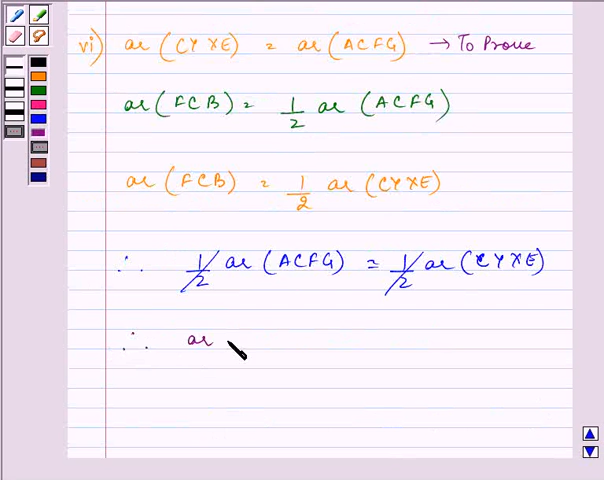 vi) ar (CYXE) = ar (ACFG) → To Prove
ar (FCB) = 1/2 ar (ACFG)
ar (FCB) = 1/2 ar (CYXE)
∴ 1/2 ar (ACFG) = 1/2 ar (CYXE)
∴ ar